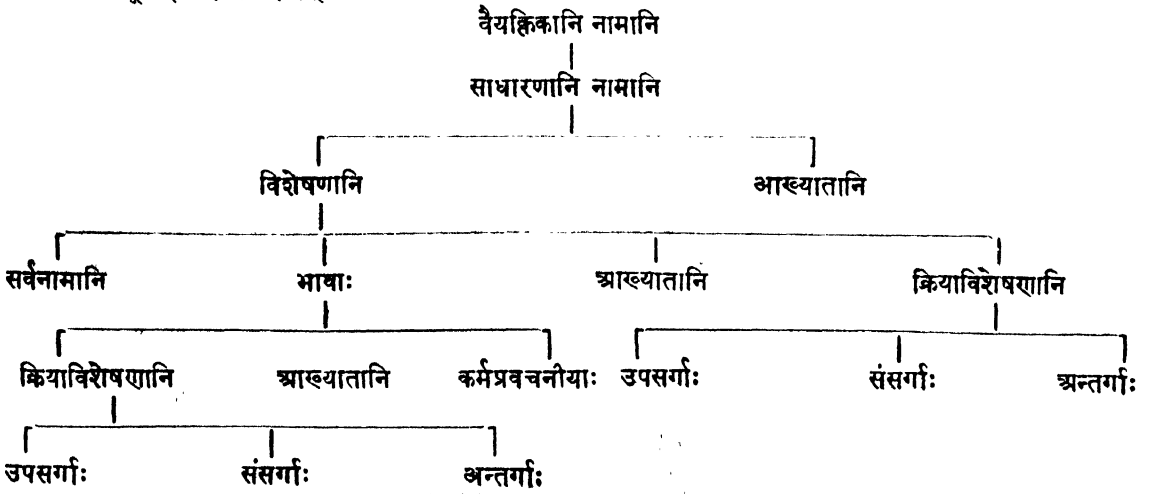 वैयक्तिकानि नामानि
साधारणानि नामानि
विशेषणानि आख्यातानि
सर्वनामानि भावाः आख्यातानि क्रियाविशेषणानि
क्रियाविशेषणानि आख्यातानि कर्मप्रवचनीयाः उपसर्गाः संसर्गाः अन्तर्गाः
उपसर्गाः संसर्गाः अन्तर्गाः